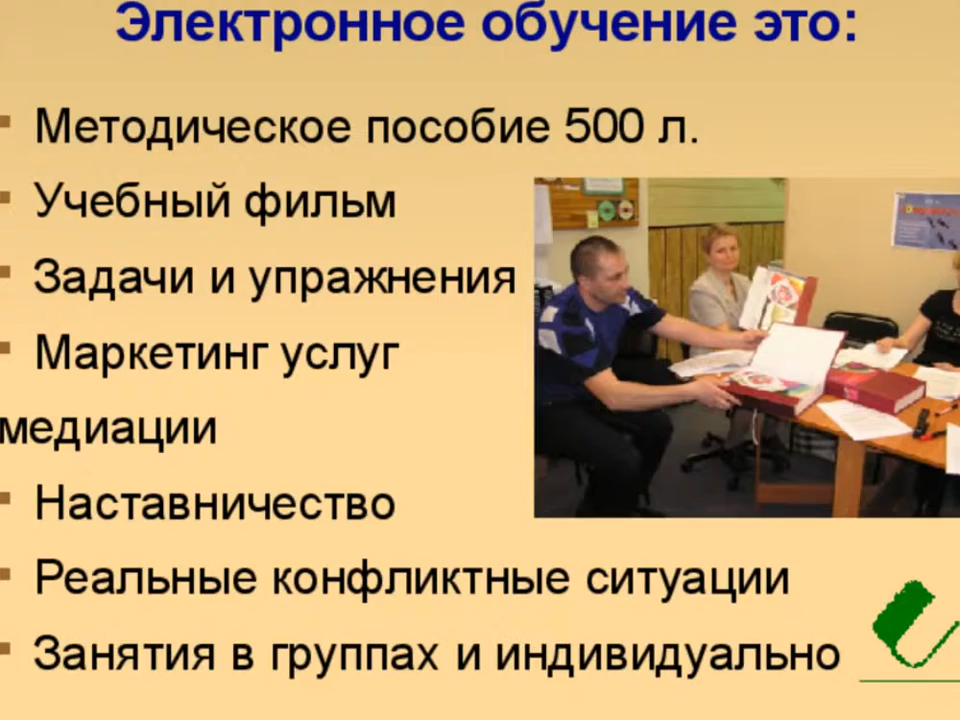 Электронное обучение это:
Методическое пособие 500 л.
Учебный фильм
Задачи и упражнения
Маркетинг услуг
медиации
Наставничество
Реальные конфликтные ситуации
Занятия в группах и индивидуально